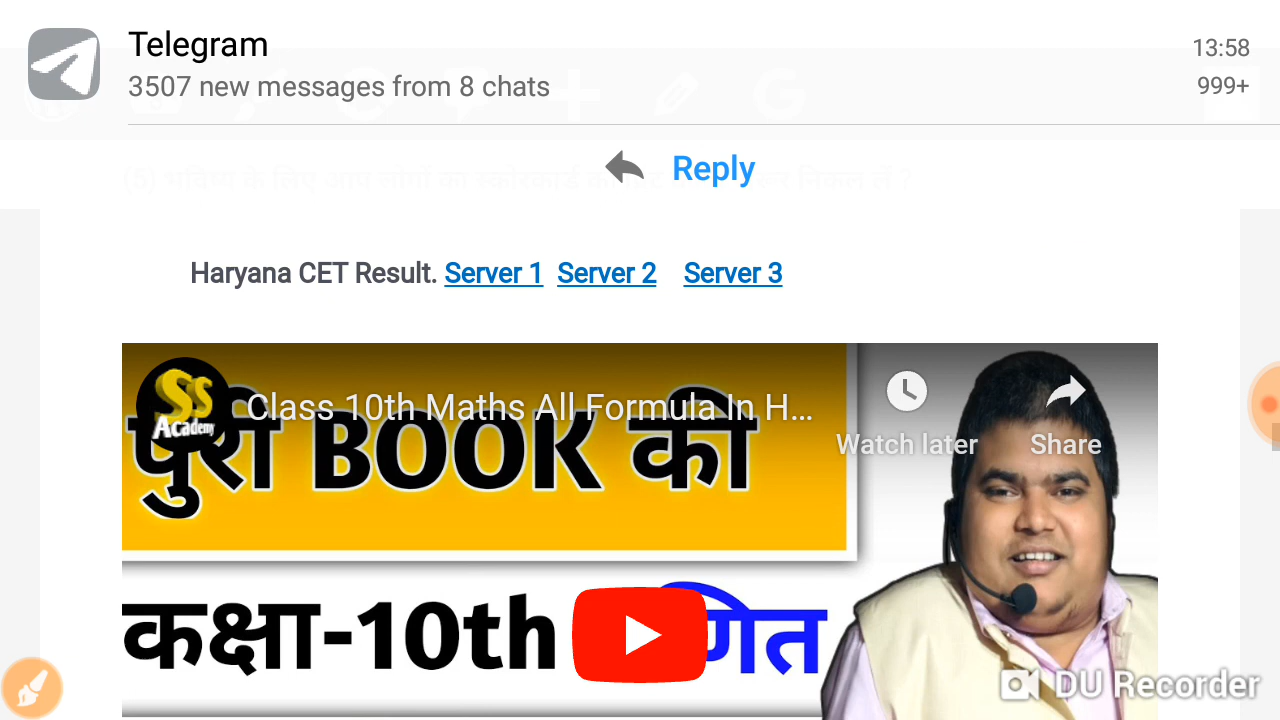 Telegram
13:58
3507 new messages from 8 chats
999+
Reply
Haryana CET Result. Server 1 Server 2 Server 3
SS Academy
Class 10th Maths All Formula In H...
Watch later
Share
पुरी BOOK की
कक्षा-10th
DU Recorder